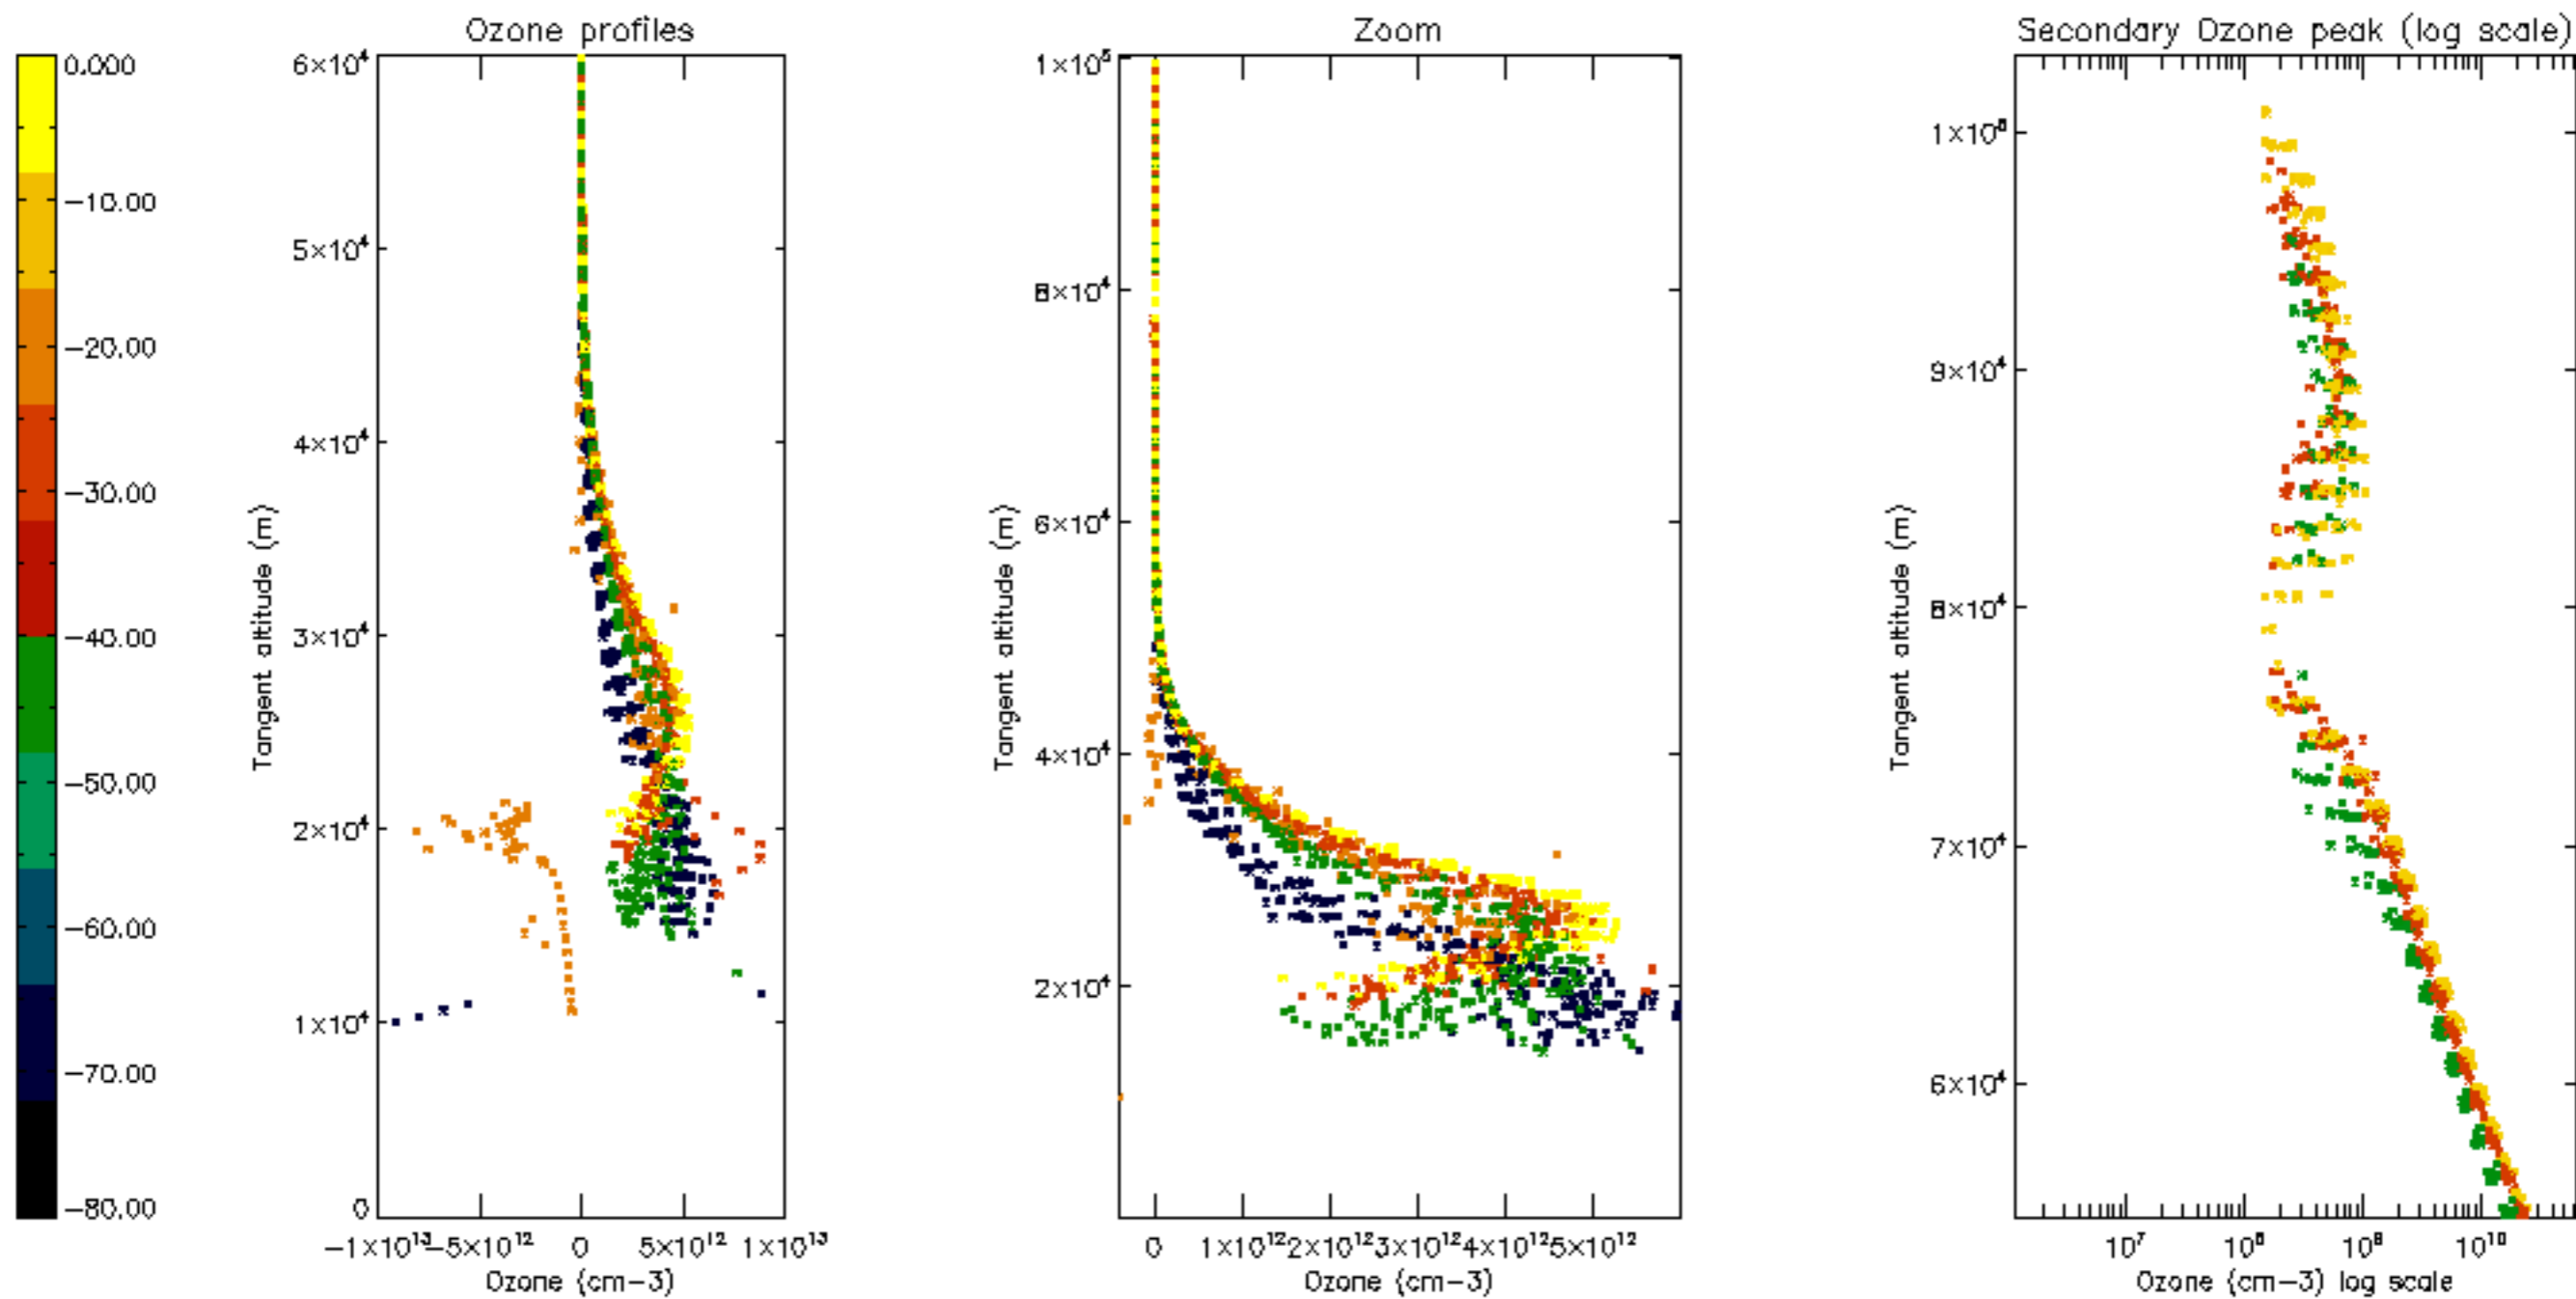 Ozone profiles
Zoom
Secondary Ozone peak (log scale)
0.000
−10.00
−20.00
−30.00
−40.00
−50.00
−60.00
−70.00
−80.00
6×10⁴
5×10⁴
4×10⁴
3×10⁴
2×10⁴
1×10⁴
0
Tangent altitude (m)
−1×10¹³ −5×10¹² 0 5×10¹² 1×10¹³
Ozone (cm−3)
1×10⁵
8×10⁴
6×10⁴
4×10⁴
2×10⁴
Tangent altitude (m)
0 1×10¹² 2×10¹² 3×10¹² 4×10¹² 5×10¹²
Ozone (cm−3)
1×10⁵
9×10⁴
8×10⁴
7×10⁴
6×10⁴
Tangent altitude (m)
10⁷ 10⁸ 10⁹ 10¹⁰
Ozone (cm−3) log scale